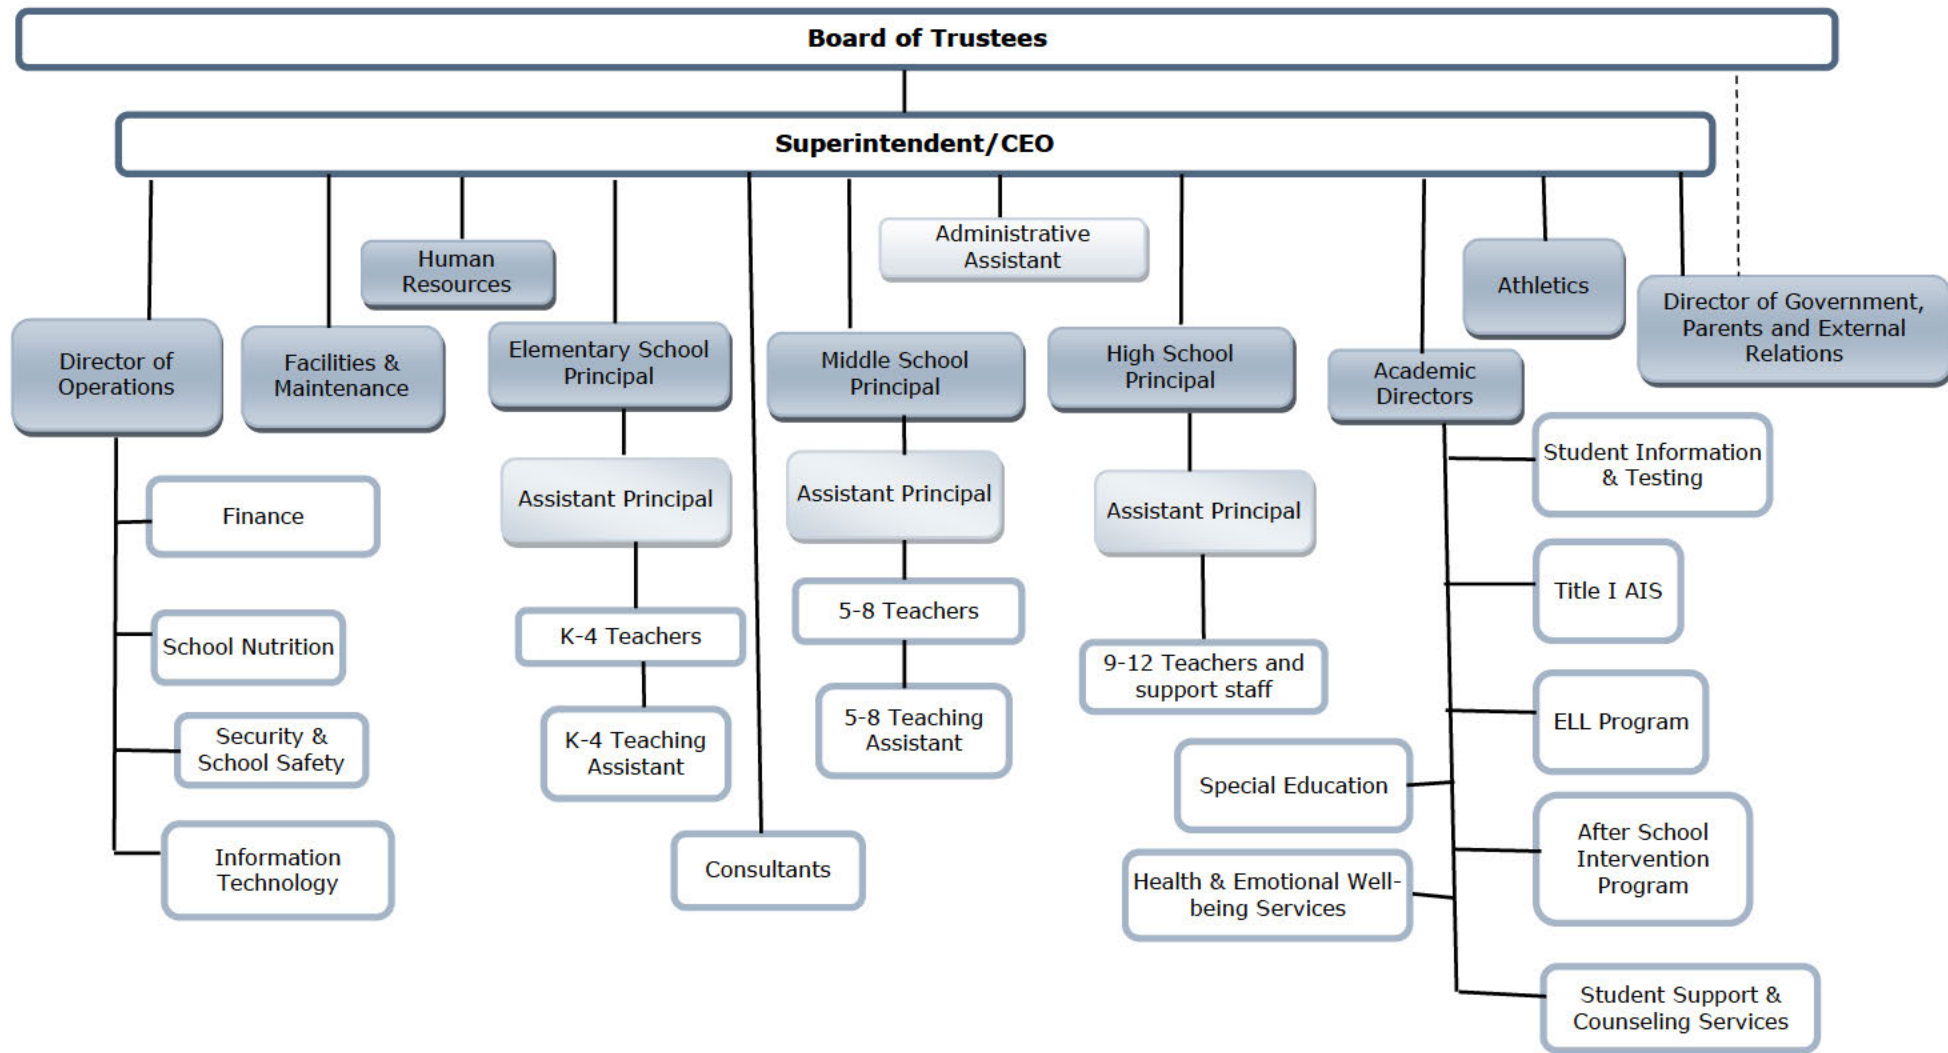 Board of Trustees
Superintendent/CEO
Administrative
Assistant
Human
Resources
Athletics
Director of Government,
Parents and External
Relations
Director of
Operations
Facilities &
Maintenance
Elementary School
Principal
Middle School
Principal
High School
Principal
Academic
Directors
Student Information
& Testing
Assistant Principal
Assistant Principal
Assistant Principal
Finance
Title I AIS
K-4 Teachers
5-8 Teachers
9-12 Teachers and
support staff
School Nutrition
ELL Program
Security &
School Safety
K-4 Teaching
Assistant
5-8 Teaching
Assistant
Special Education
After School
Intervention
Program
Information
Technology
Consultants
Health & Emotional Well-
being Services
Student Support &
Counseling Services